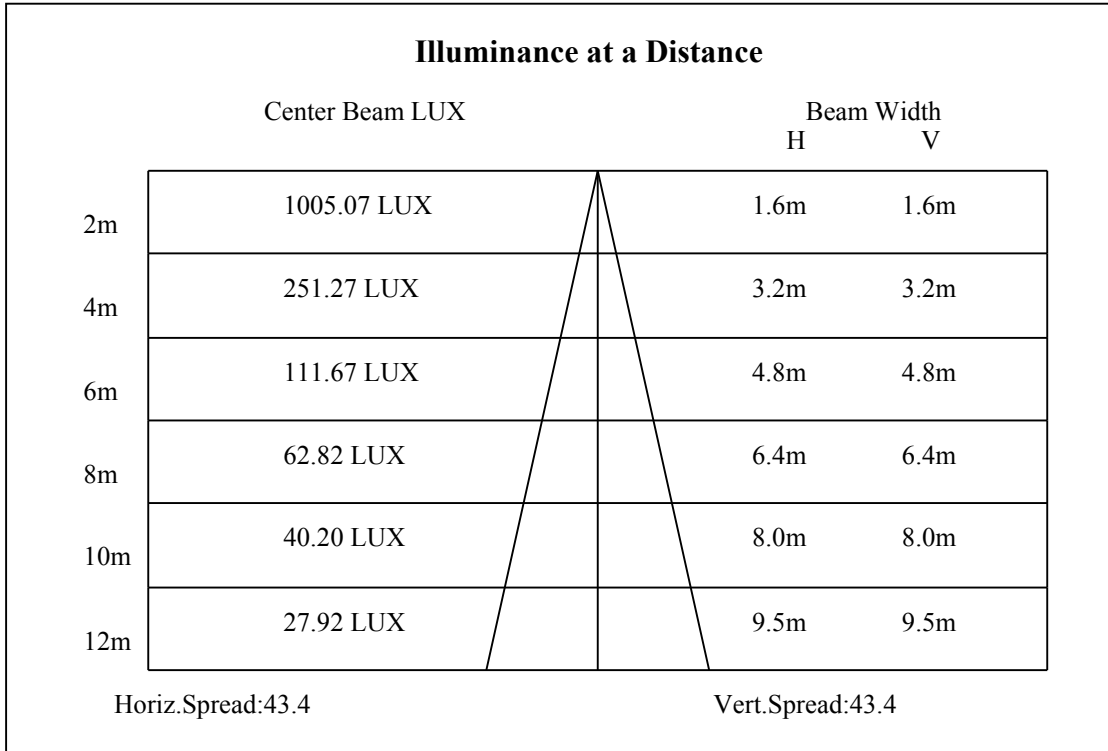 Illuminance at a Distance
Center Beam LUX Beam Width
H V
2m 1005.07 LUX 1.6m 1.6m
4m 251.27 LUX 3.2m 3.2m
6m 111.67 LUX 4.8m 4.8m
8m 62.82 LUX 6.4m 6.4m
10m 40.20 LUX 8.0m 8.0m
12m 27.92 LUX 9.5m 9.5m
Horiz.Spread:43.4 Vert.Spread:43.4